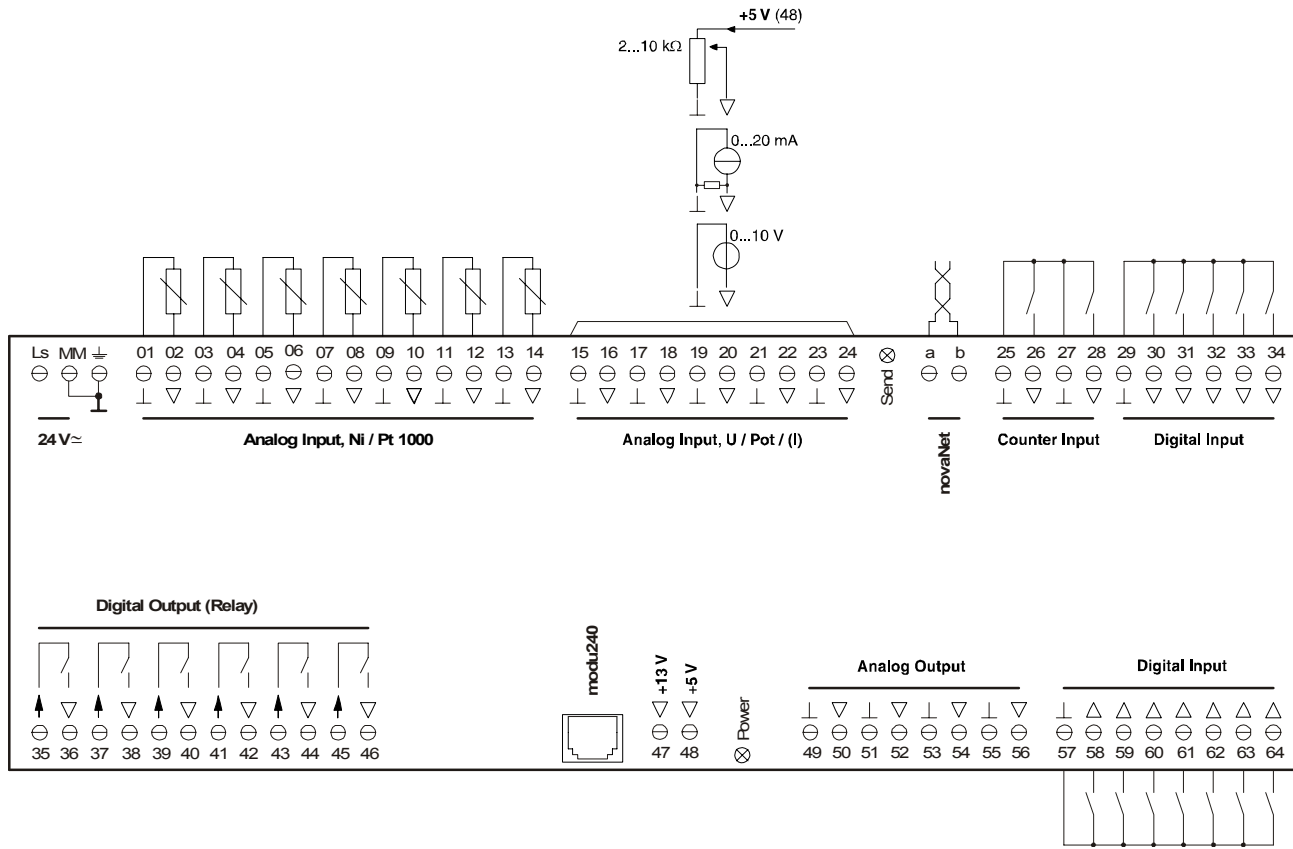 +5 V (48)
2...10 kΩ
0...20 mA
0...10 V
Ls MM 01 02 03 04 05 06 07 08 09 10 11 12 13 14 15 16 17 18 19 20 21 22 23 24 Send a b 25 26 27 28 29 30 31 32 33 34
24 V≃ Analog Input, Ni / Pt 1000 Analog Input, U / Pot / (I) novaNet Counter Input Digital Input
Digital Output (Relay)
modu240 +13 V +5 V Power Analog Output Digital Input
35 36 37 38 39 40 41 42 43 44 45 46 47 48 49 50 51 52 53 54 55 56 57 58 59 60 61 62 63 64